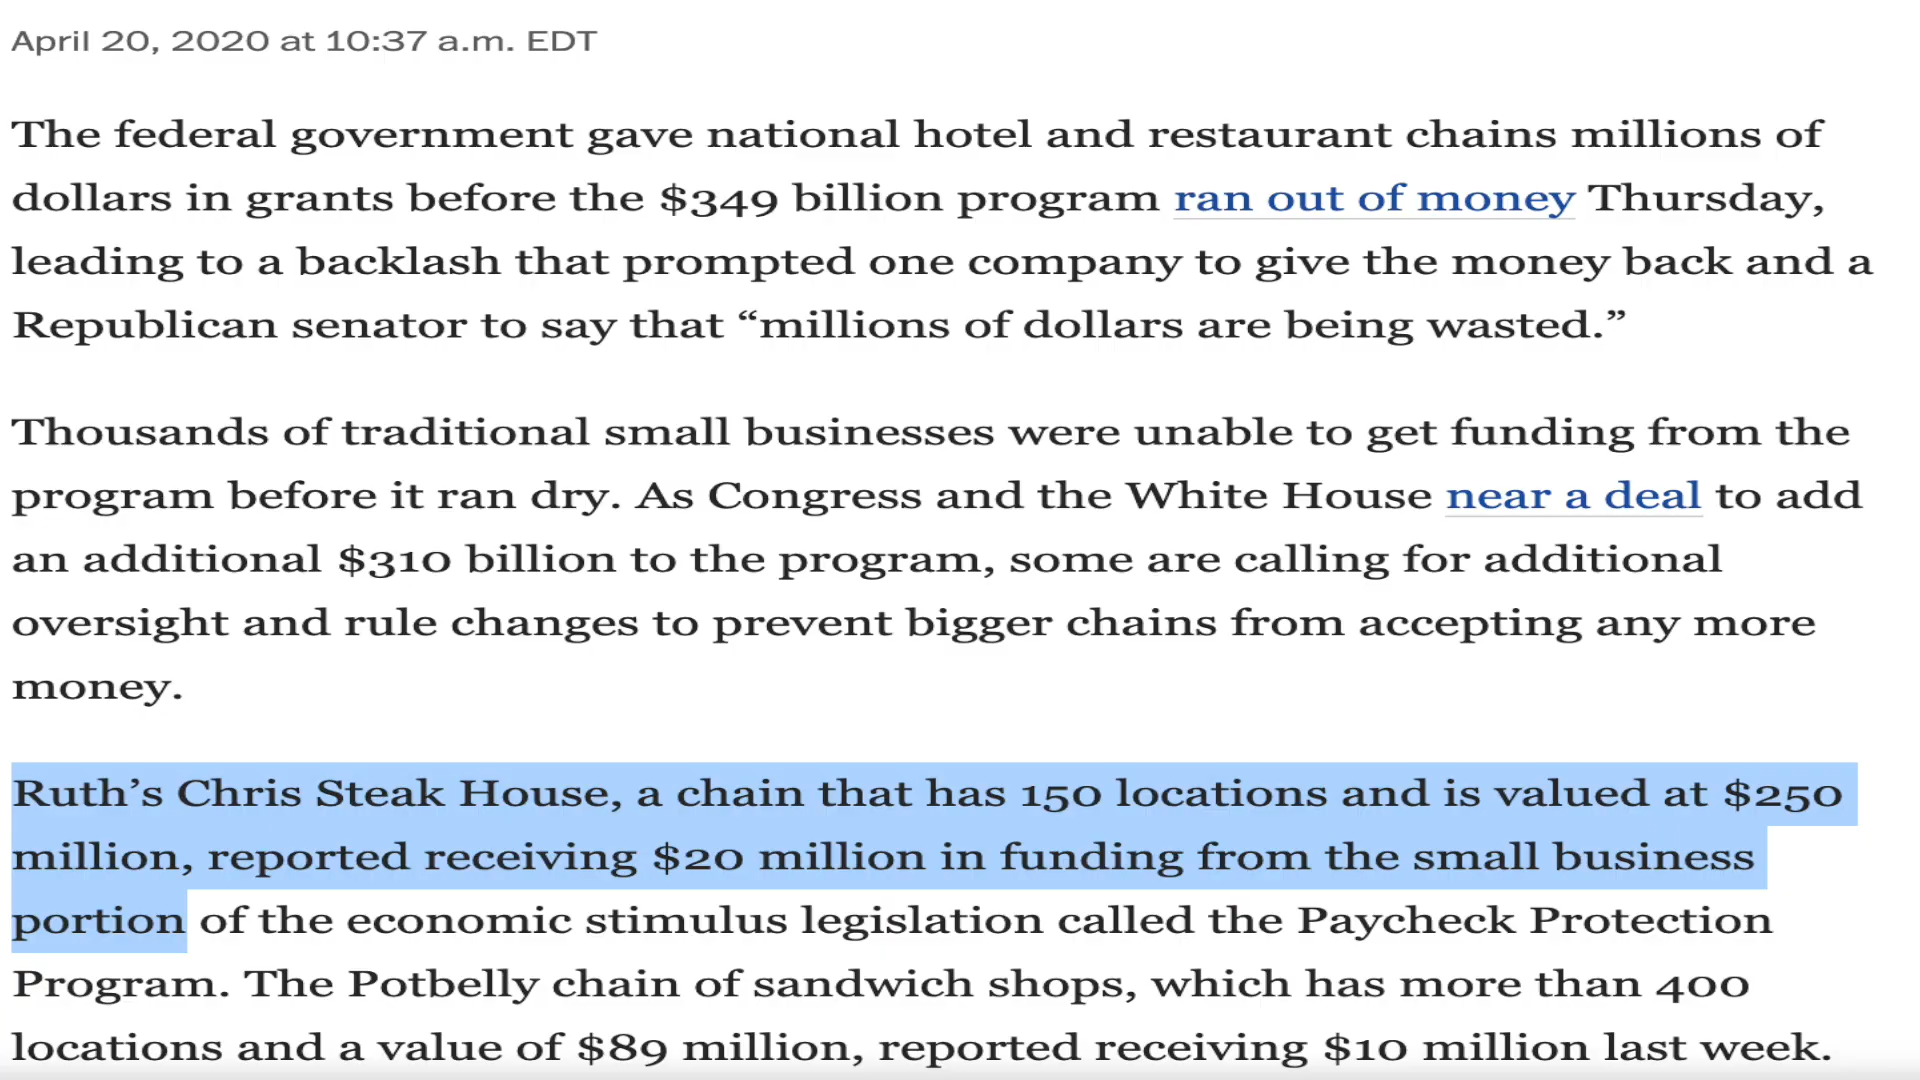 April 20, 2020 at 10:37 a.m. EDT
The federal government gave national hotel and restaurant chains millions of
dollars in grants before the $349 billion program ran out of money Thursday,
leading to a backlash that prompted one company to give the money back and a
Republican senator to say that “millions of dollars are being wasted.”
Thousands of traditional small businesses were unable to get funding from the
program before it ran dry. As Congress and the White House near a deal to add
an additional $310 billion to the program, some are calling for additional
oversight and rule changes to prevent bigger chains from accepting any more
money.
Ruth’s Chris Steak House, a chain that has 150 locations and is valued at $250
million, reported receiving $20 million in funding from the small business
portion of the economic stimulus legislation called the Paycheck Protection
Program. The Potbelly chain of sandwich shops, which has more than 400
locations and a value of $89 million, reported receiving $10 million last week.